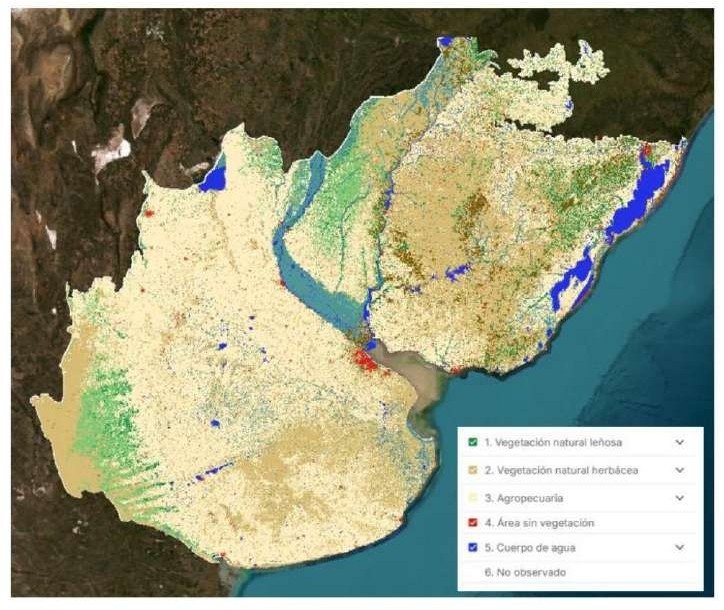 1. Vegetación natural leñosa
2. Vegetación natural herbácea
3. Agropecuaria
4. Área sin vegetación
5. Cuerpo de agua
6. No observado